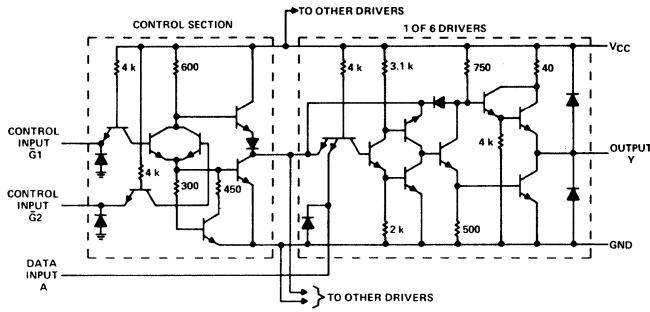 CONTROL SECTION
TO OTHER DRIVERS
1 OF 6 DRIVERS
VCC
4 k
600
4 k
3.1 k
750
40
CONTROL
INPUT
G̅1
4 k
4 k
OUTPUT
Y
CONTROL
INPUT
G̅2
300
450
2 k
500
GND
DATA
INPUT
A
TO OTHER DRIVERS